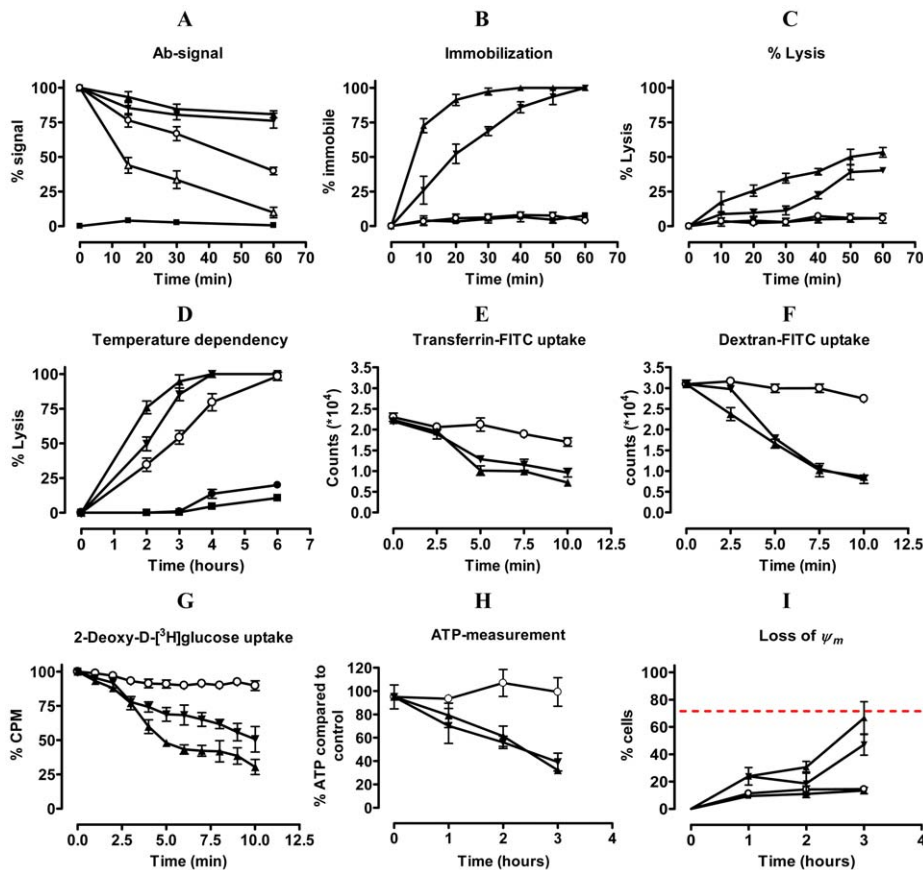 A
Ab-signal
% signal
100
75
50
25
0
0 10 20 30 40 50 60 70
Time (min)
B
Immobilization
% immobile
100
75
50
25
0
0 10 20 30 40 50 60 70
Time (min)
C
% Lysis
% Lysis
100
75
50
25
0
0 10 20 30 40 50 60 70
Time (min)
D
Temperature dependency
% Lysis
100
75
50
25
0
0 1 2 3 4 5 6 7
Time (hours)
E
Transferrin-FITC uptake
Counts (*10⁴)
3.5
3.0
2.5
2.0
1.5
1.0
0.5
0.0
0.0 2.5 5.0 7.5 10.0 12.5
Time (min)
F
Dextran-FITC uptake
counts (*10⁴)
3.5
3.0
2.5
2.0
1.5
1.0
0.5
0.0
0.0 2.5 5.0 7.5 10.0 12.5
Time (min)
G
2-Deoxy-D-[³H]glucose uptake
% CPM
100
75
50
25
0
0.0 2.5 5.0 7.5 10.0 12.5
Time (min)
H
ATP-measurement
% ATP compared to
control
120
100
80
60
40
20
0
0 1 2 3 4
Time (hours)
I
Loss of ψm
% cells
100
80
60
40
20
0
0 1 2 3 4
Time (hours)